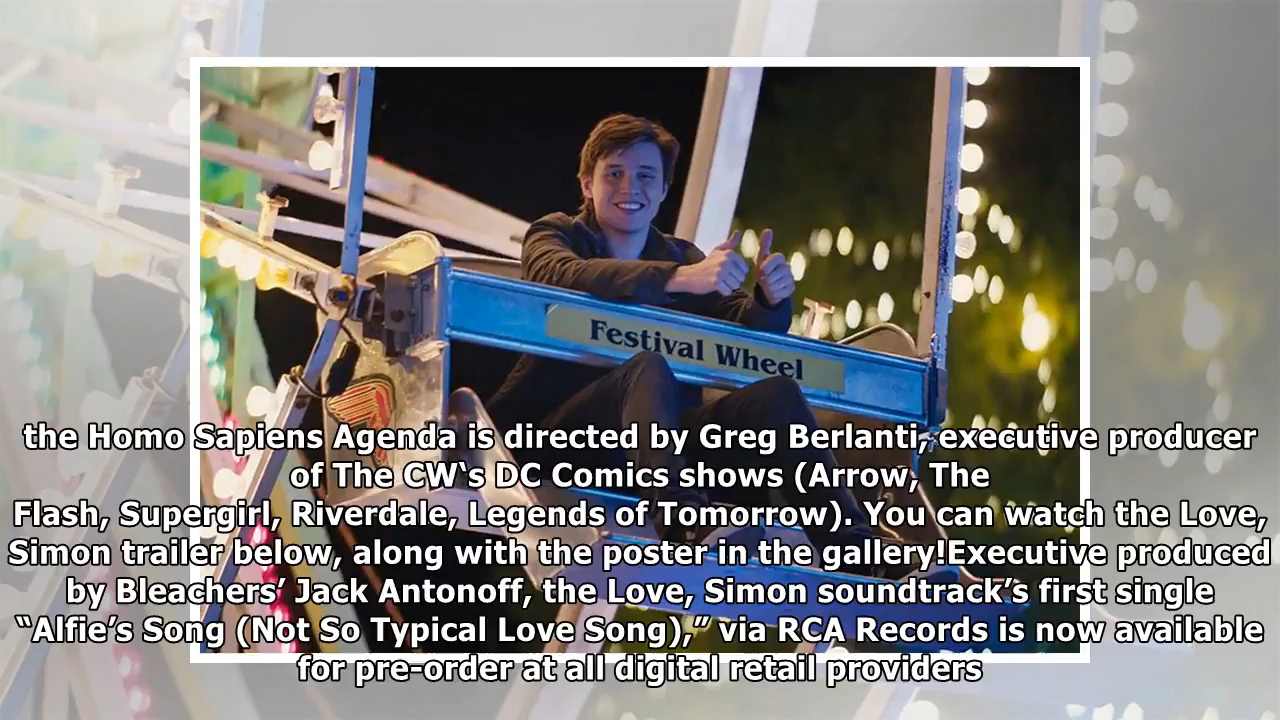 Festival Wheel
the Homo Sapiens Agenda is directed by Greg Berlanti, executive producer
of The CW‘s DC Comics shows (Arrow, The
Flash, Supergirl, Riverdale, Legends of Tomorrow). You can watch the Love,
Simon trailer below, along with the poster in the gallery!Executive produced
by Bleachers’ Jack Antonoff, the Love, Simon soundtrack’s first single
“Alfie’s Song (Not So Typical Love Song),” via RCA Records is now available
for pre-order at all digital retail providers